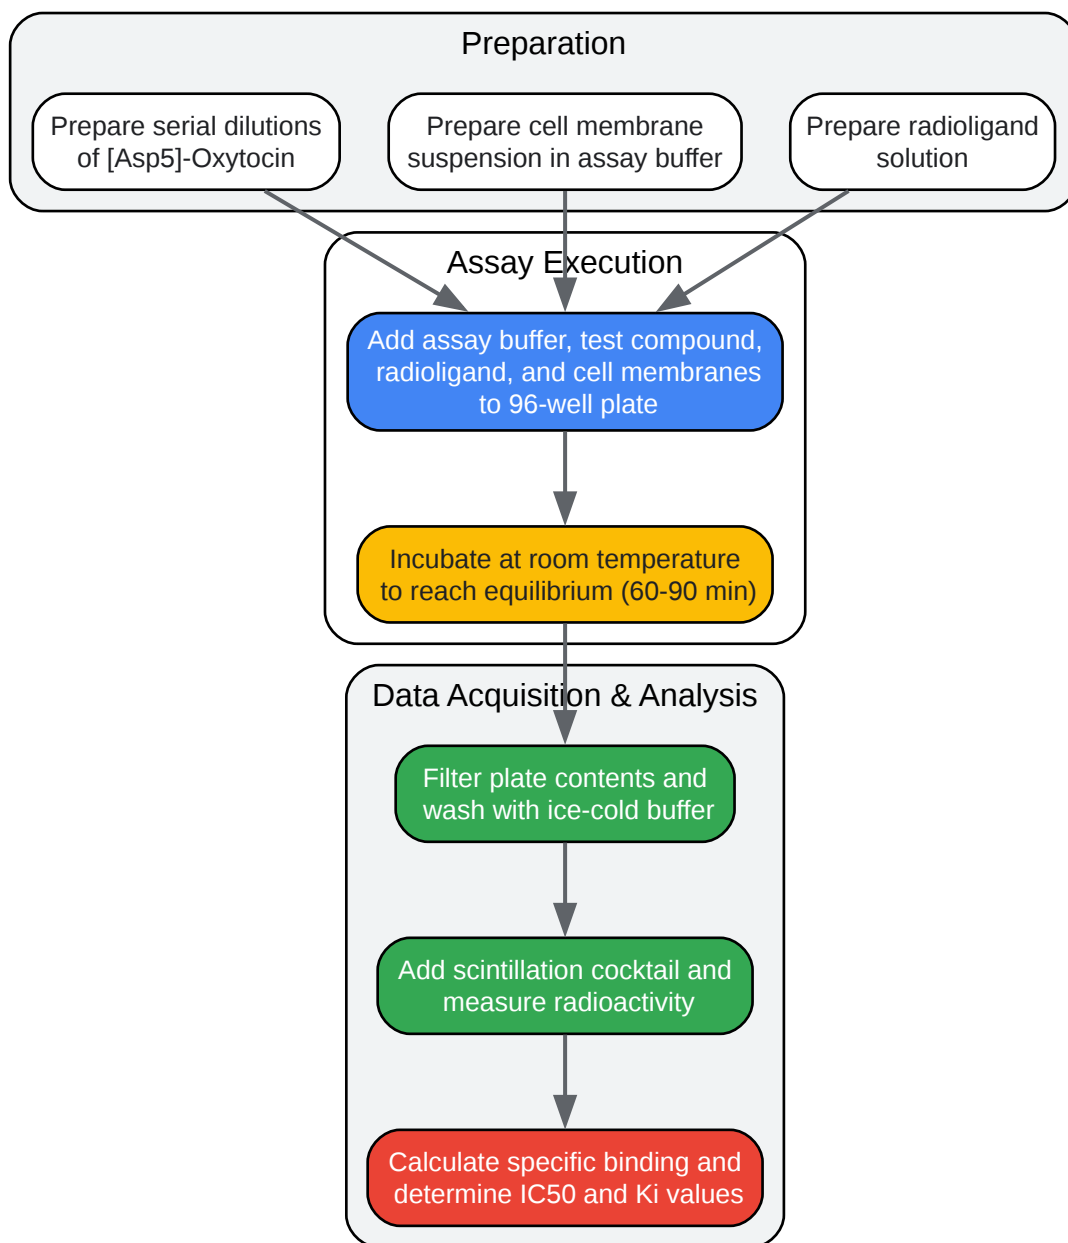 Preparation
Prepare serial dilutions
of [Asp5]-Oxytocin
Prepare cell membrane
suspension in assay buffer
Prepare radioligand
solution
Assay Execution
Add assay buffer, test compound,
radioligand, and cell membranes
to 96-well plate
Incubate at room temperature
to reach equilibrium (60-90 min)
Data Acquisition & Analysis
Filter plate contents and
wash with ice-cold buffer
Add scintillation cocktail and
measure radioactivity
Calculate specific binding and
determine IC50 and Ki values